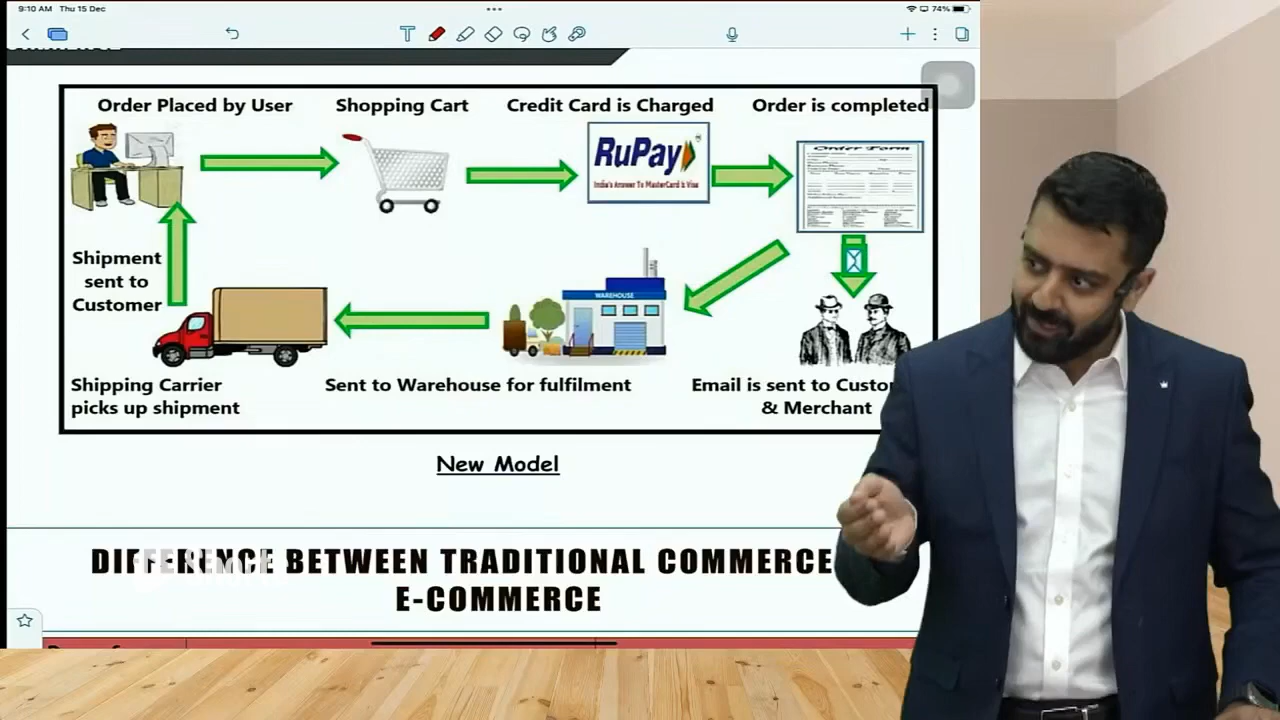 9:10 AM Thu 15 Dec
74%
Order Placed by User
Shopping Cart
Credit Card is Charged
Order is completed
RuPay
India's Answer To MasterCard & Visa
Order Form
Shipment
sent to
Customer
WAREHOUSE
Shipping Carrier
picks up shipment
Sent to Warehouse for fulfilment
Email is sent to Custo
& Merchant
New Model
DIFFERENCE BETWEEN TRADITIONAL COMMERCE
E-COMMERCE